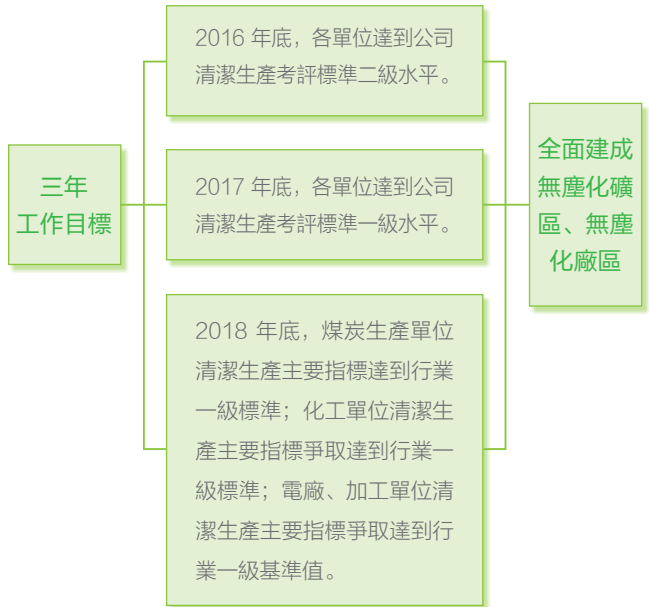 三年
工作目標
2016 年底，各單位達到公司
清潔生產考評標準二級水平。
2017 年底，各單位達到公司
清潔生產考評標準一級水平。
2018 年底，煤炭生產單位
清潔生產主要指標達到行業
一級標準；化工單位清潔生
產主要指標爭取達到行業一
級標準；電廠、加工單位清
潔生產主要指標爭取達到行
業一級基準值。
全面建成
無塵化礦
區、無塵
化廠區